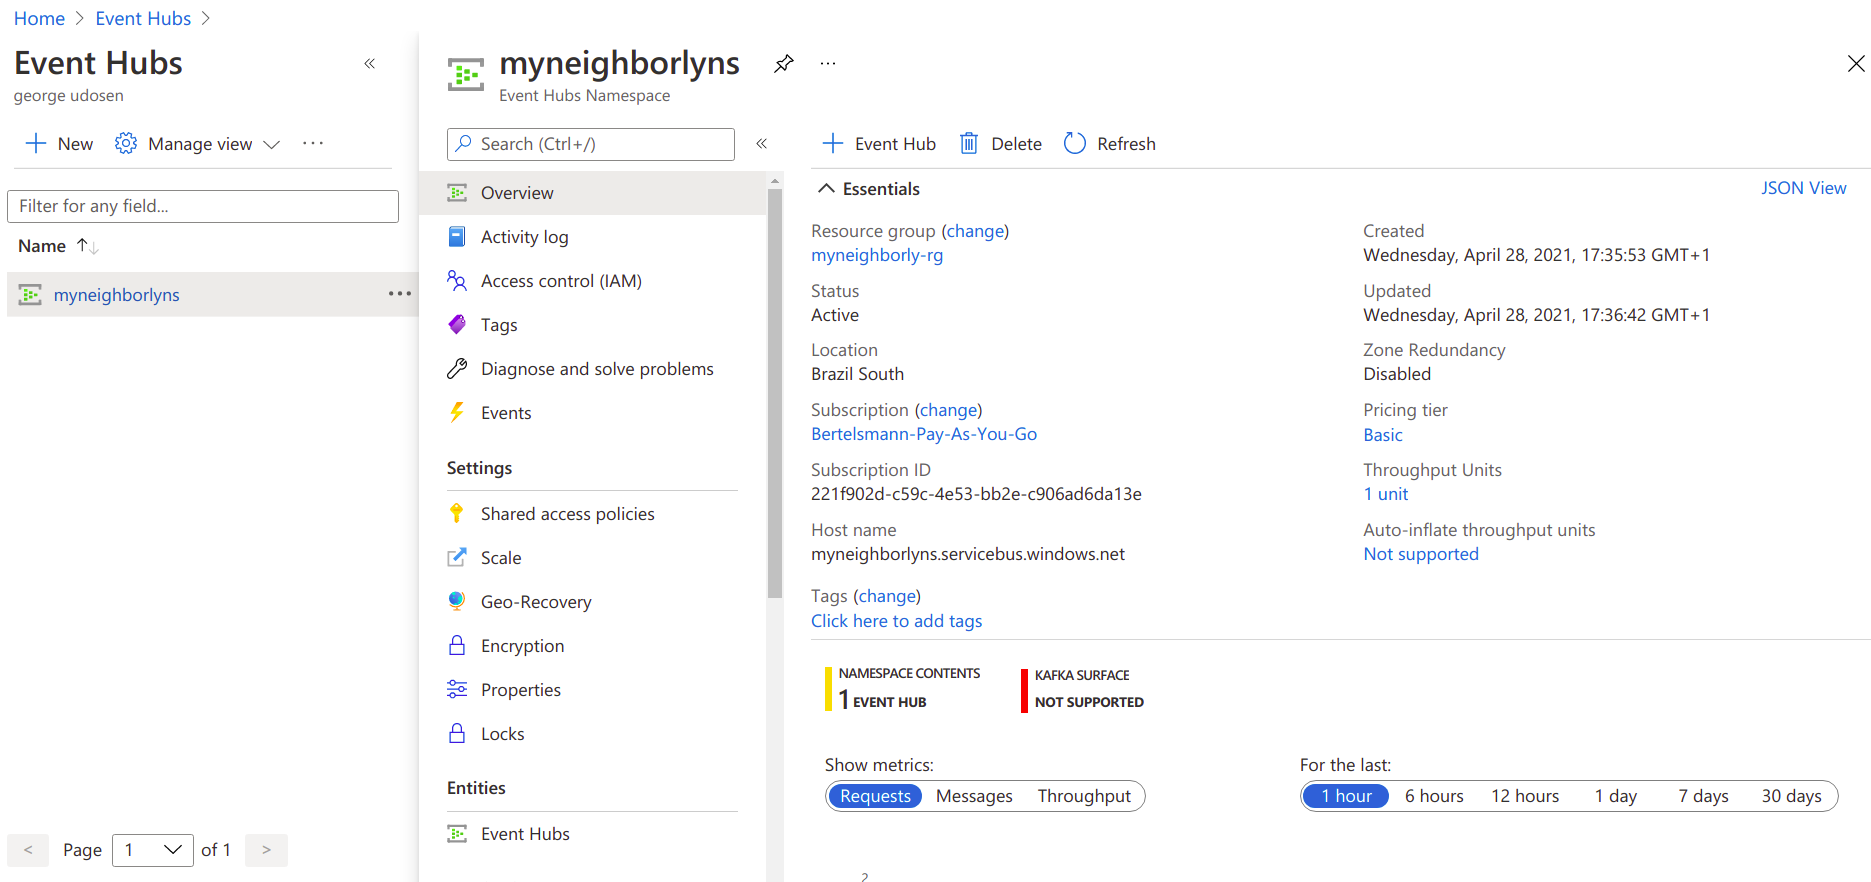 Home > Event Hubs >
Event Hubs «
george udosen
+ New Manage view ...
Filter for any field...
Name ↑↓
myneighborlyns ...
< Page 1 of 1 >
myneighborlyns ...
Event Hubs Namespace
Search (Ctrl+/) «
Overview
Activity log
Access control (IAM)
Tags
Diagnose and solve problems
Events
Settings
Shared access policies
Scale
Geo-Recovery
Encryption
Properties
Locks
Entities
Event Hubs
+ Event Hub Delete Refresh
Essentials JSON View
Resource group (change)
myneighborly-rg
Status
Active
Location
Brazil South
Subscription (change)
Bertelsmann-Pay-As-You-Go
Subscription ID
221f902d-c59c-4e53-bb2e-c906ad6da13e
Host name
myneighborlyns.servicebus.windows.net
Tags (change)
Click here to add tags
Created
Wednesday, April 28, 2021, 17:35:53 GMT+1
Updated
Wednesday, April 28, 2021, 17:36:42 GMT+1
Zone Redundancy
Disabled
Pricing tier
Basic
Throughput Units
1 unit
Auto-inflate throughput units
Not supported
NAMESPACE CONTENTS
1 EVENT HUB
KAFKA SURFACE
NOT SUPPORTED
Show metrics:
Requests Messages Throughput
For the last:
1 hour 6 hours 12 hours 1 day 7 days 30 days
2